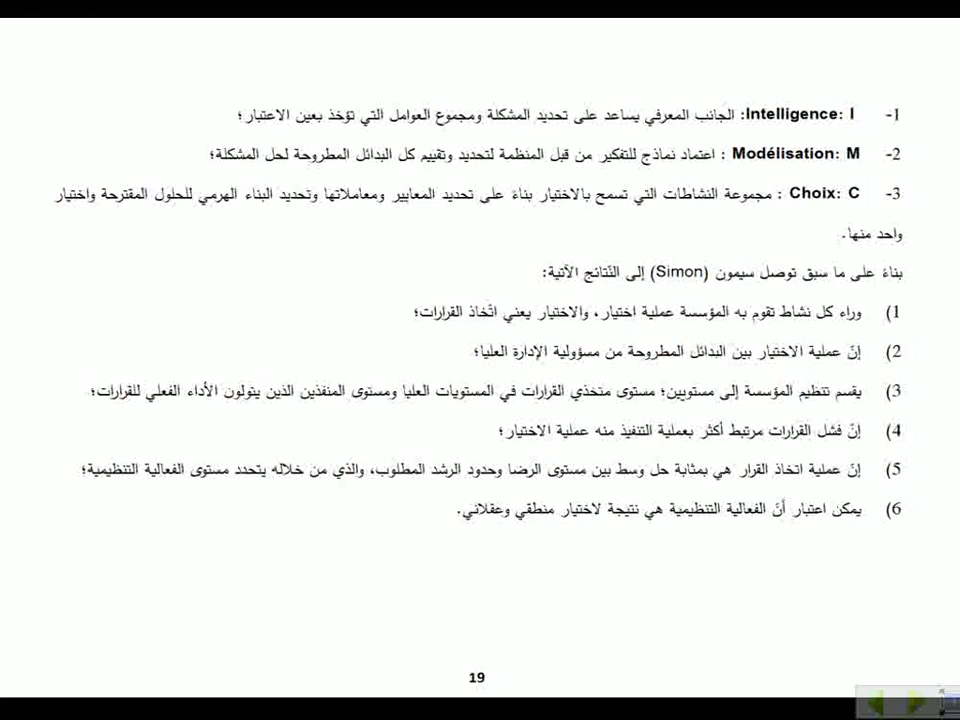 1- Intelligence: I: الجانب المعرفي يساعد على تحديد المشكلة ومجموع العوامل التي تؤخذ بعين الاعتبار؛
2- Modélisation: M : اعتماد نماذج للتفكير من قبل المنظمة لتحديد وتقييم كل البدائل المطروحة لحل المشكلة؛
3- Choix: C : مجموعة النشاطات التي تسمح بالاختيار بناءً على تحديد المعايير ومعاملاتها وتحديد البناء الهرمي للحلول المقترحة واختيار
واحد منها.
بناءً على ما سبق توصل سيمون (Simon) إلى النّتائج الآتية:
1) وراء كل نشاط تقوم به المؤسسة عملية اختيار، والاختيار يعني اتّخاذ القرارات؛
2) إنّ عملية الاختيار بين البدائل المطروحة من مسؤولية الإدارة العليا؛
3) يقسم تنظيم المؤسسة إلى مستويين؛ مستوى متخذي القرارات في المستويات العليا ومستوى المنفذين الذين يتولون الأداء الفعلي للقرارات؛
4) إنّ فشل القرارات مرتبط أكثر بعملية التنفيذ منه عملية الاختيار؛
5) إنّ عملية اتخاذ القرار هي بمثابة حل وسط بين مستوى الرضا وحدود الرشد المطلوب، والذي من خلاله يتحدد مستوى الفعالية التنظيمية؛
6) يمكن اعتبار أنّ الفعالية التنظيمية هي نتيجة لاختيار منطقي وعقلاني.
19